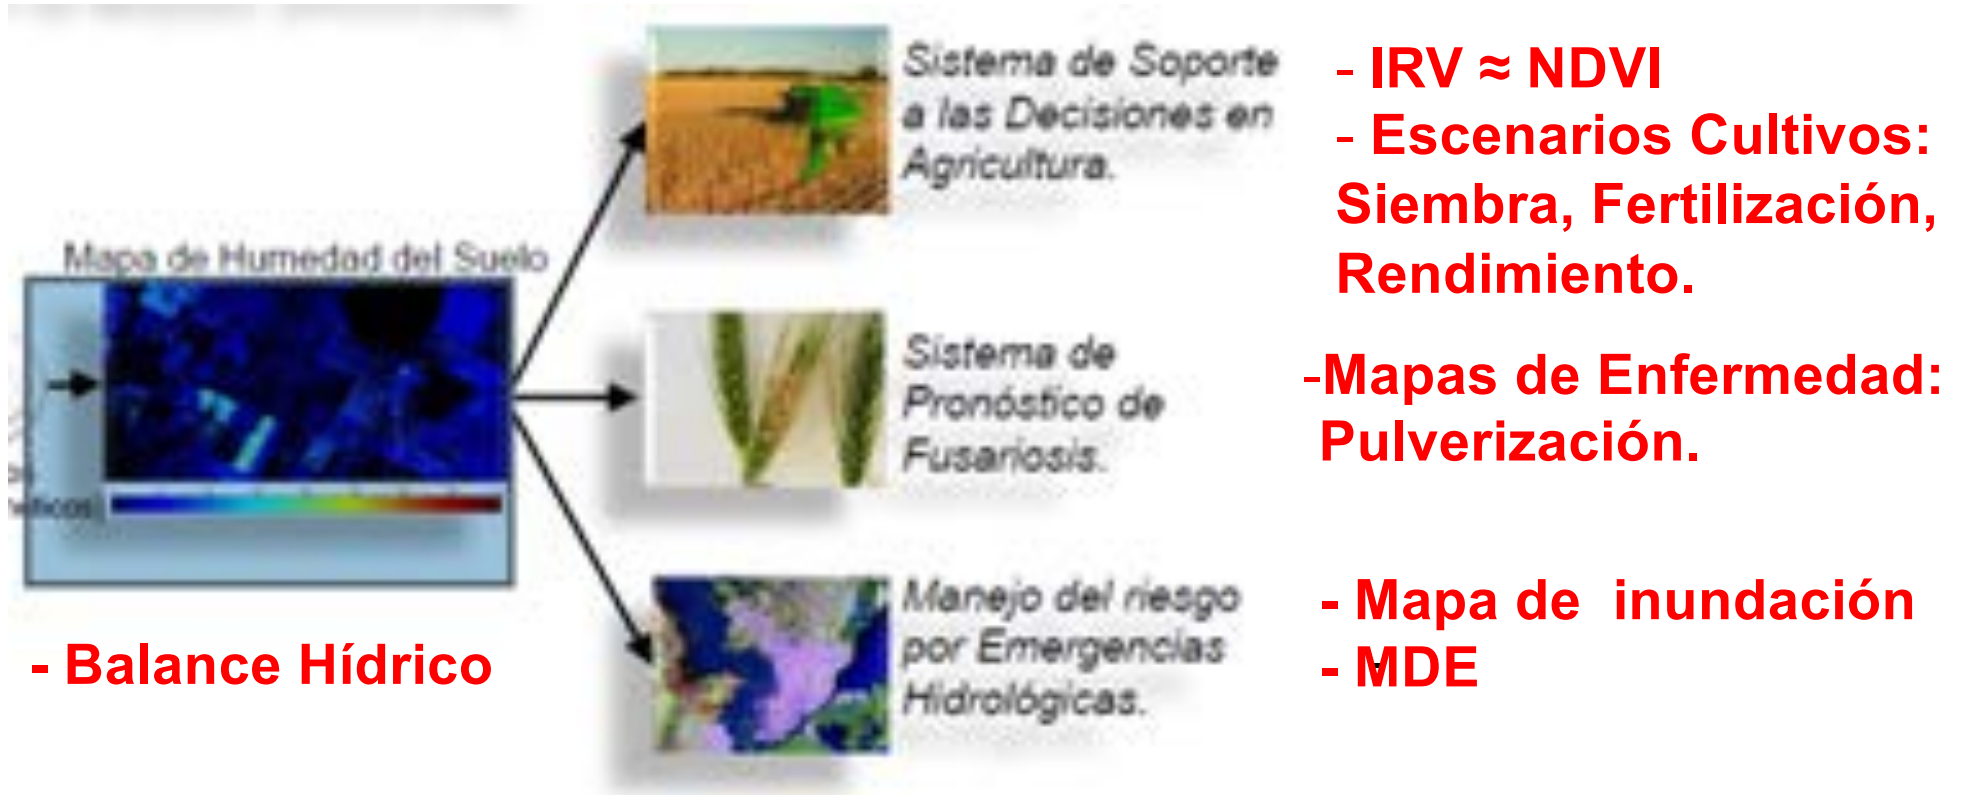 Mapa de Humedad del Suelo
- Balance Hídrico
Sistema de Soporte
a las Decisiones en
Agricultura.
- IRV ≈ NDVI
- Escenarios Cultivos:
Siembra, Fertilización,
Rendimiento.
Sistema de
Pronóstico de
Fusariosis.
-Mapas de Enfermedad:
Pulverización.
Manejo del riesgo
por Emergencias
Hidrológicas.
- Mapa de inundación
- MDE